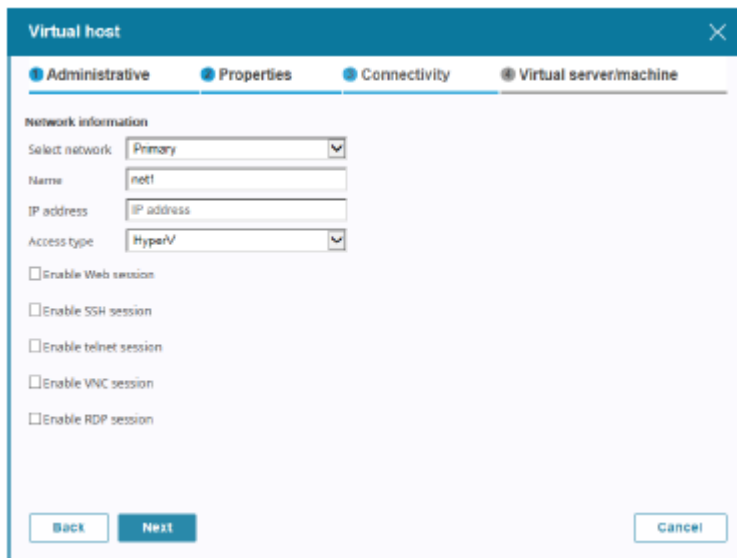 Virtual host
1 Administrative 2 Properties 3 Connectivity 4 Virtual server/machine
Network information
Select network Primary
Name net1
IP address IP address
Access type HyperV
Enable Web session
Enable SSH session
Enable telnet session
Enable VNC session
Enable RDP session
Back Next Cancel